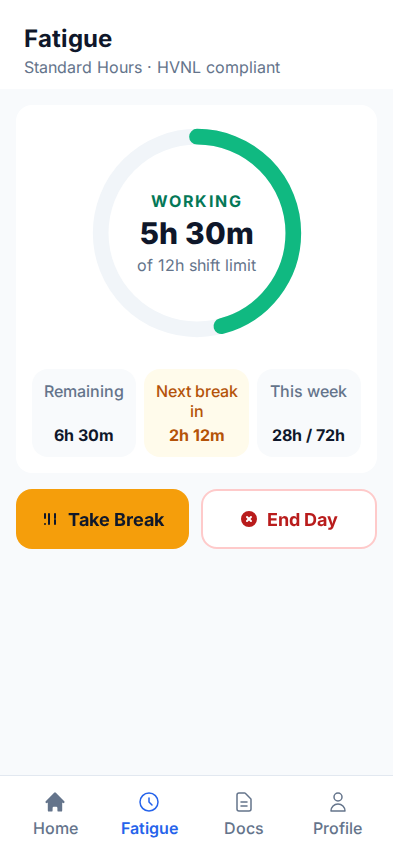 Fatigue
Standard Hours · HVNL compliant
WORKING
5h 30m
of 12h shift limit
Remaining
6h 30m
Next break
in
2h 12m
This week
28h / 72h
Take Break
End Day
Home
Fatigue
Docs
Profile